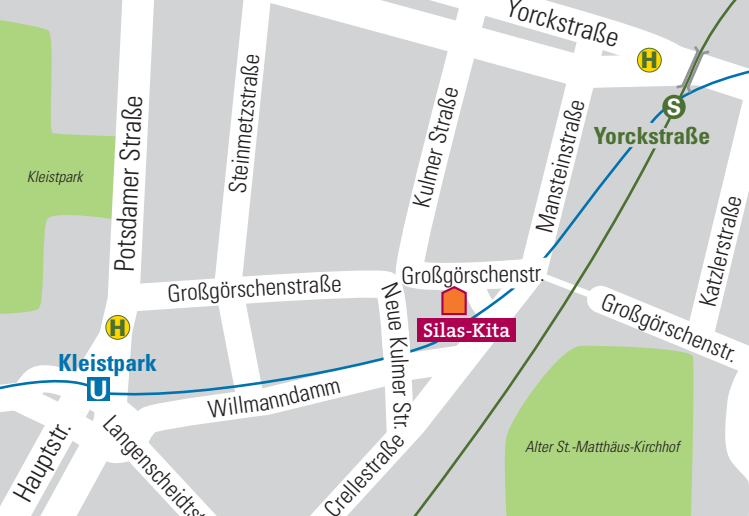 Yorckstraße
H
S
Yorckstraße
Potsdamer Straße
Steinmetzstraße
Kulmer Straße
Mansteinstraße
Katzlerstraße
Kleistpark
Großgörschenstraße
Großgörschenstr.
Großgörschenstr.
Silas-Kita
H
Kleistpark
U
Neue Kulmer Str.
Willmanndamm
Hauptstr.
Langenscheidtst
Crellestraße
Alter St.-Matthäus-Kirchhof